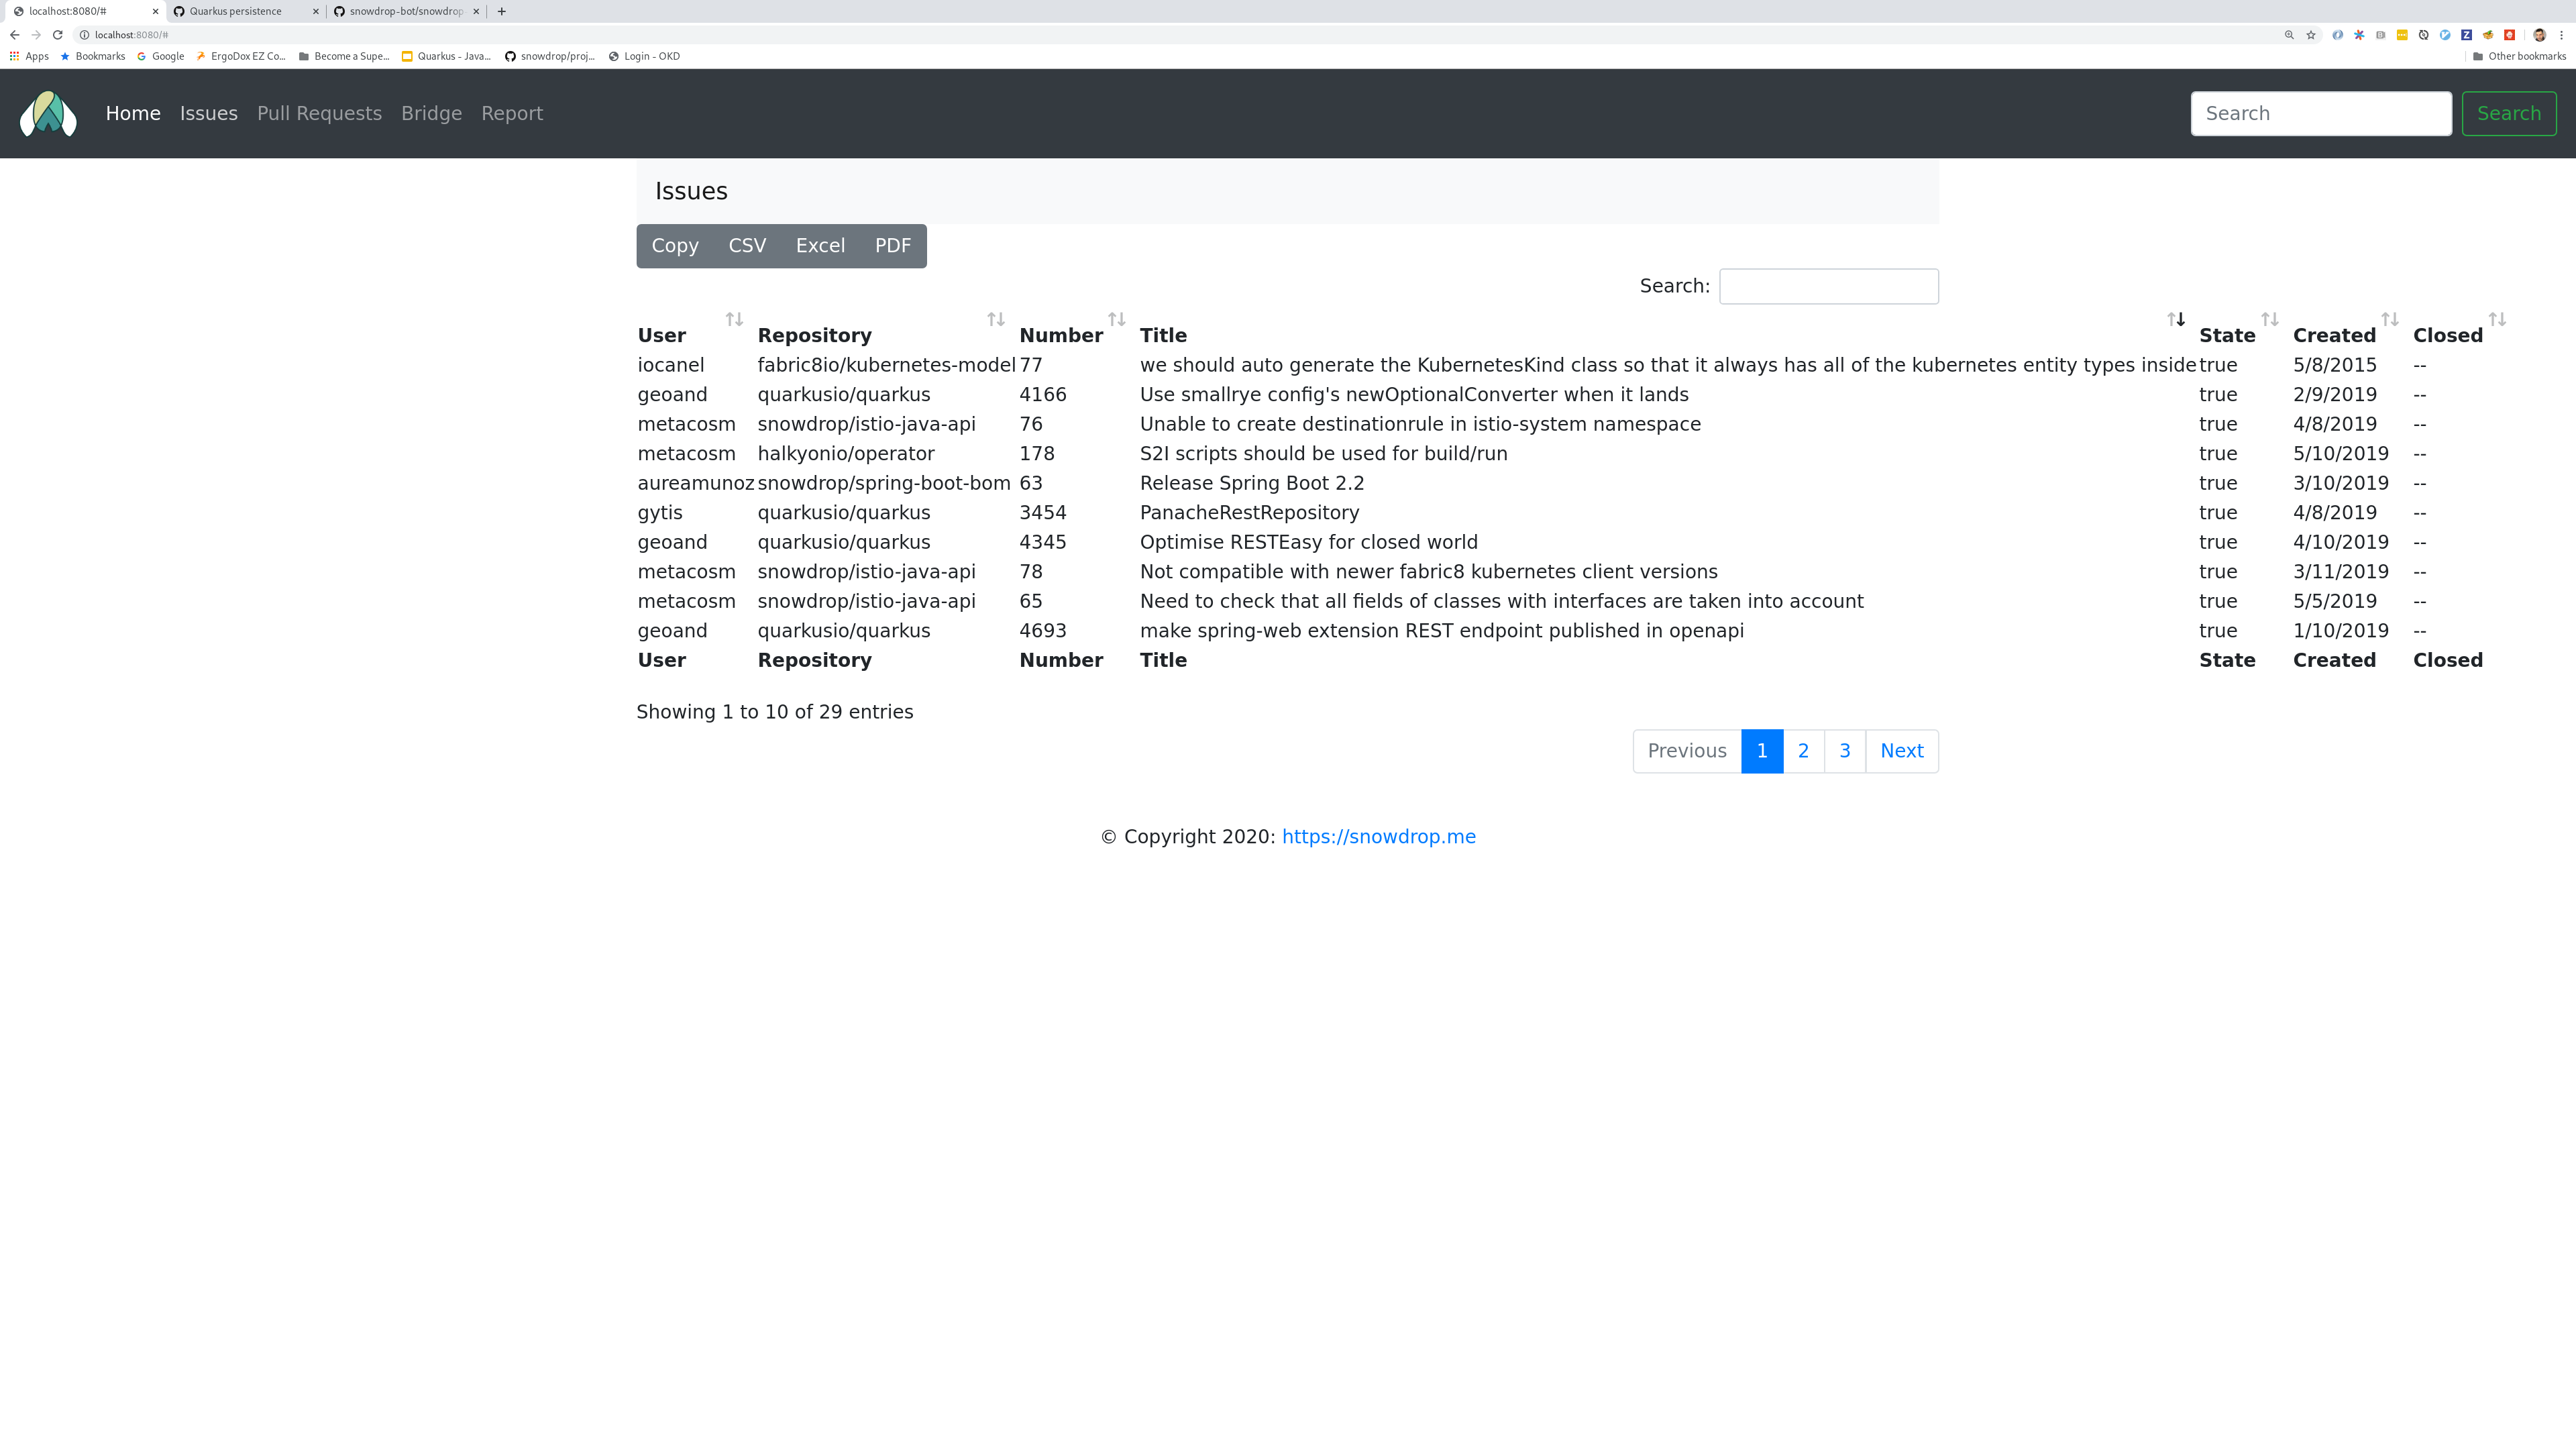 localhost:8080/#
Quarkus persistence
snowdrop-bot/snowdrop
localhost:8080/#
Apps Bookmarks Google ErgoDox EZ Co… Become a Supe… Quarkus - Java… snowdrop/proj… Login - OKD Other bookmarks
Home Issues Pull Requests Bridge Report Search Search
Issues
Copy CSV Excel PDF
Search:
User Repository Number Title State Created Closed
iocanel fabric8io/kubernetes-model 77 we should auto generate the KubernetesKind class so that it always has all of the kubernetes entity types inside true 5/8/2015 --
geoand quarkusio/quarkus 4166 Use smallrye config's newOptionalConverter when it lands true 2/9/2019 --
metacosm snowdrop/istio-java-api 76 Unable to create destinationrule in istio-system namespace true 4/8/2019 --
metacosm halkyonio/operator 178 S2I scripts should be used for build/run true 5/10/2019 --
aureamunoz snowdrop/spring-boot-bom 63 Release Spring Boot 2.2 true 3/10/2019 --
gytis quarkusio/quarkus 3454 PanacheRestRepository true 4/8/2019 --
geoand quarkusio/quarkus 4345 Optimise RESTEasy for closed world true 4/10/2019 --
metacosm snowdrop/istio-java-api 78 Not compatible with newer fabric8 kubernetes client versions true 3/11/2019 --
metacosm snowdrop/istio-java-api 65 Need to check that all fields of classes with interfaces are taken into account true 5/5/2019 --
geoand quarkusio/quarkus 4693 make spring-web extension REST endpoint published in openapi true 1/10/2019 --
User Repository Number Title State Created Closed
Showing 1 to 10 of 29 entries
Previous 1 2 3 Next
© Copyright 2020: https://snowdrop.me